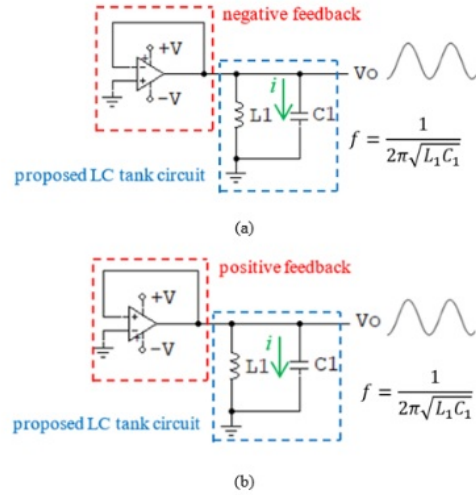 negative feedback
+V
−V
Vo
i
L1
C1
f = 1 / 2π√L₁C₁
proposed LC tank circuit
(a)
positive feedback
+V
−V
Vo
i
L1
C1
f = 1 / 2π√L₁C₁
proposed LC tank circuit
(b)